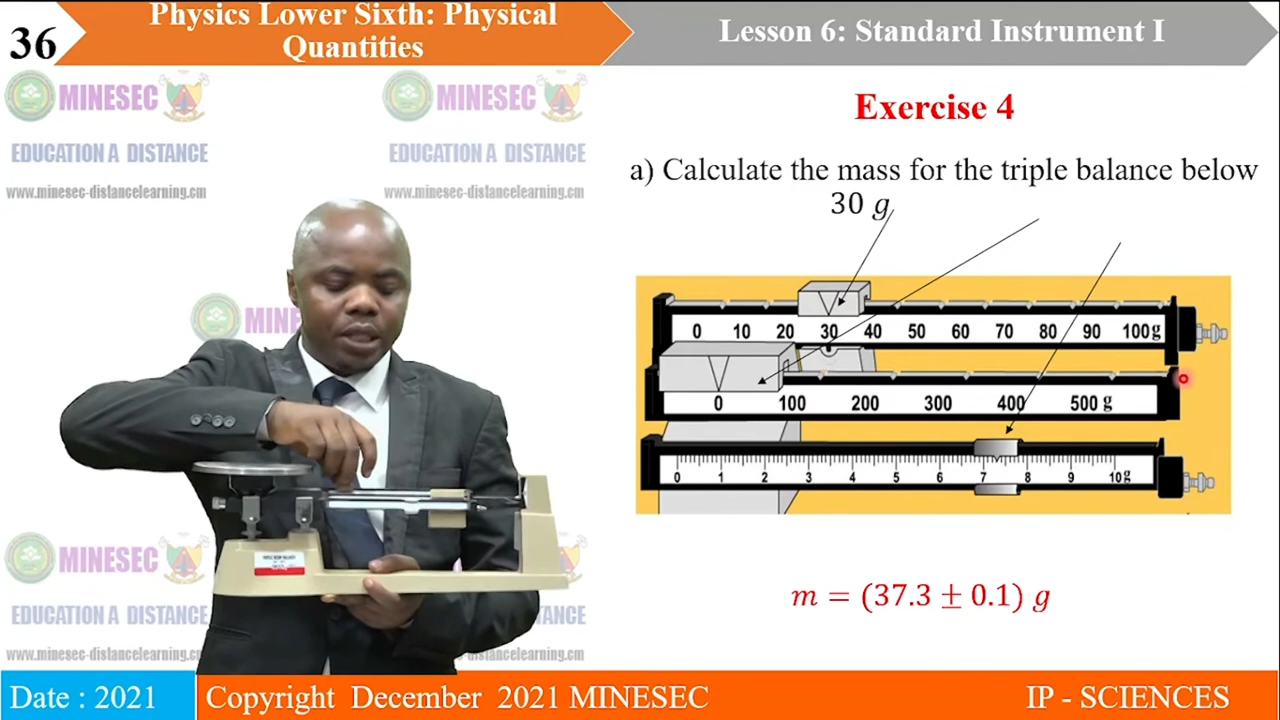 36
Physics Lower Sixth: Physical
Quantities
Lesson 6: Standard Instrument I
MINESEC
EDUCATION A DISTANCE
www.minesec-distancelearning.cm
MINESEC
EDUCATION A DISTANCE
www.minesec-distancelearning.cm
Exercise 4
a) Calculate the mass for the triple balance below
30 g
0 10 20 30 40 50 60 70 80 90 100g
0 100 200 300 400 500 g
0 1 2 3 4 5 6 7 8 9 10g
m = (37.3 ± 0.1) g
MINE
MINESEC
EDUCATION A DISTANCE
www.minesec-distancelearning.c
MINESEC
TANCE
distancelearning.cm
Date : 2021
Copyright December 2021 MINESEC
IP - SCIENCES